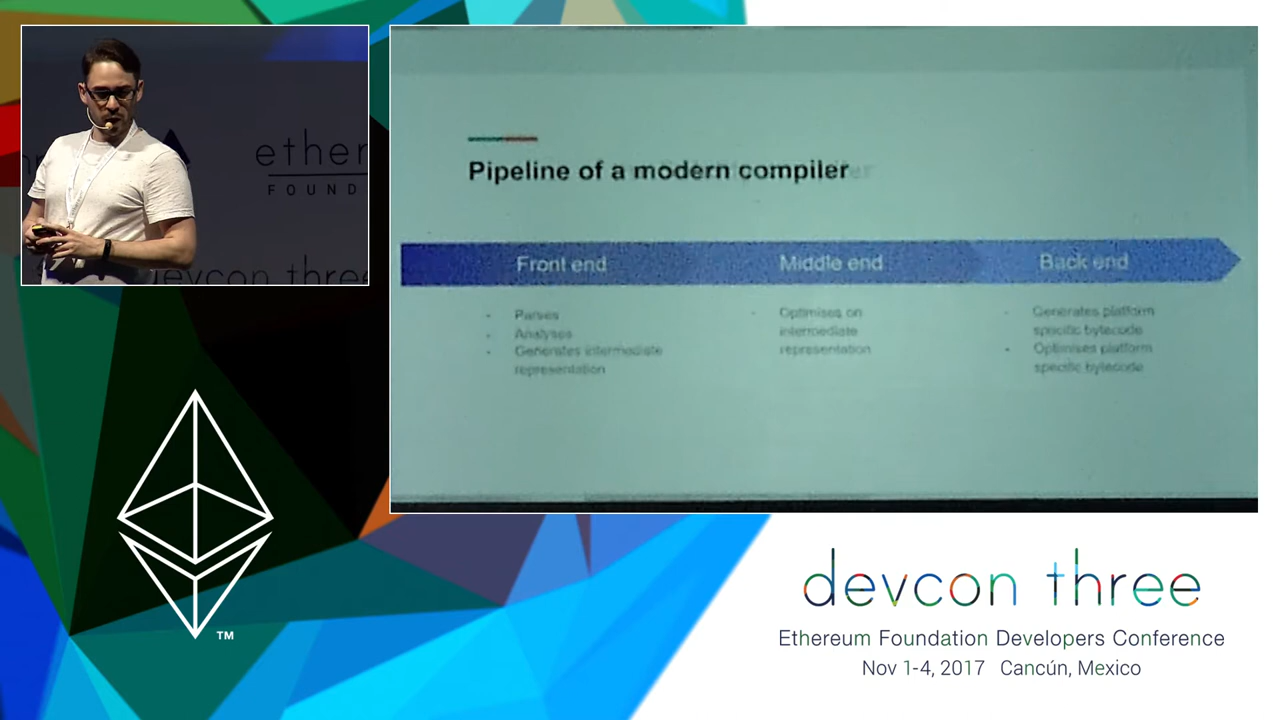 ether
FOUND
devcon three
Pipeline of a modern compiler
Front end
Middle end
Back end
- Parses
- Analyses
- Generates intermediate
representation
- Optimises on
intermediate
representation
- Generates platform
specific bytecode
- Optimises platform
specific bytecode
TM
devcon three
Ethereum Foundation Developers Conference
Nov 1-4, 2017 Cancún, Mexico